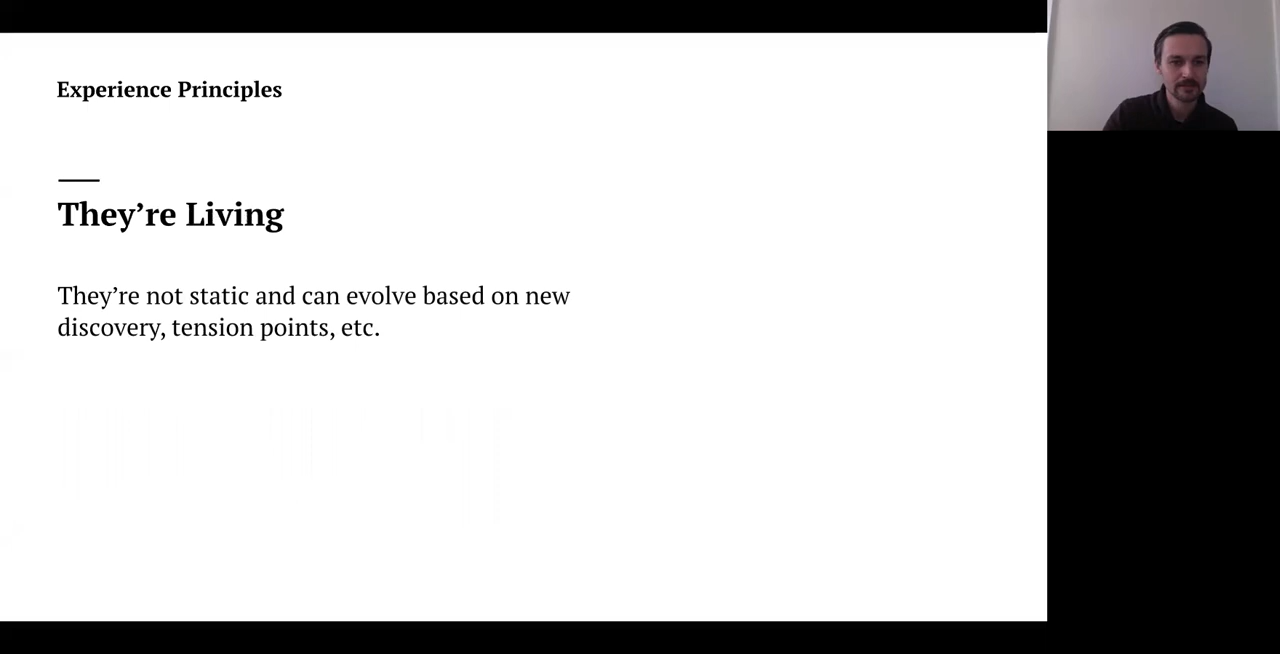 Experience Principles
They’re Living
They’re not static and can evolve based on new
discovery, tension points, etc.